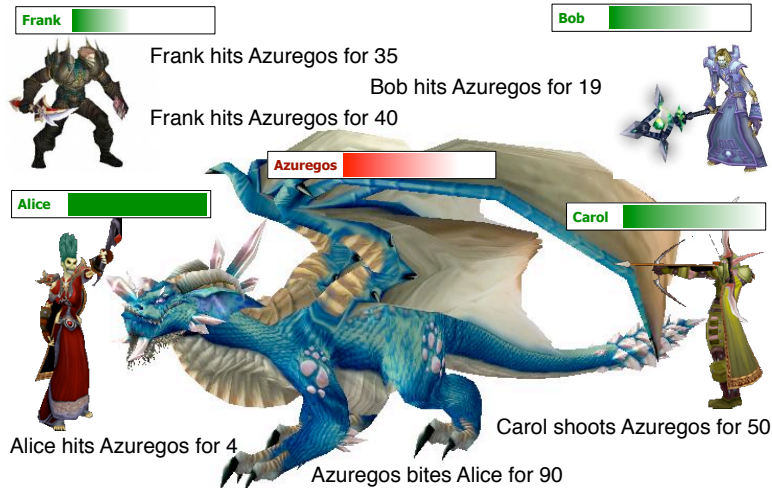 Frank
Bob
Frank hits Azuregos for 35
Bob hits Azuregos for 19
Frank hits Azuregos for 40
Azuregos
Alice
Carol
Carol shoots Azuregos for 50
Alice hits Azuregos for 4
Azuregos bites Alice for 90